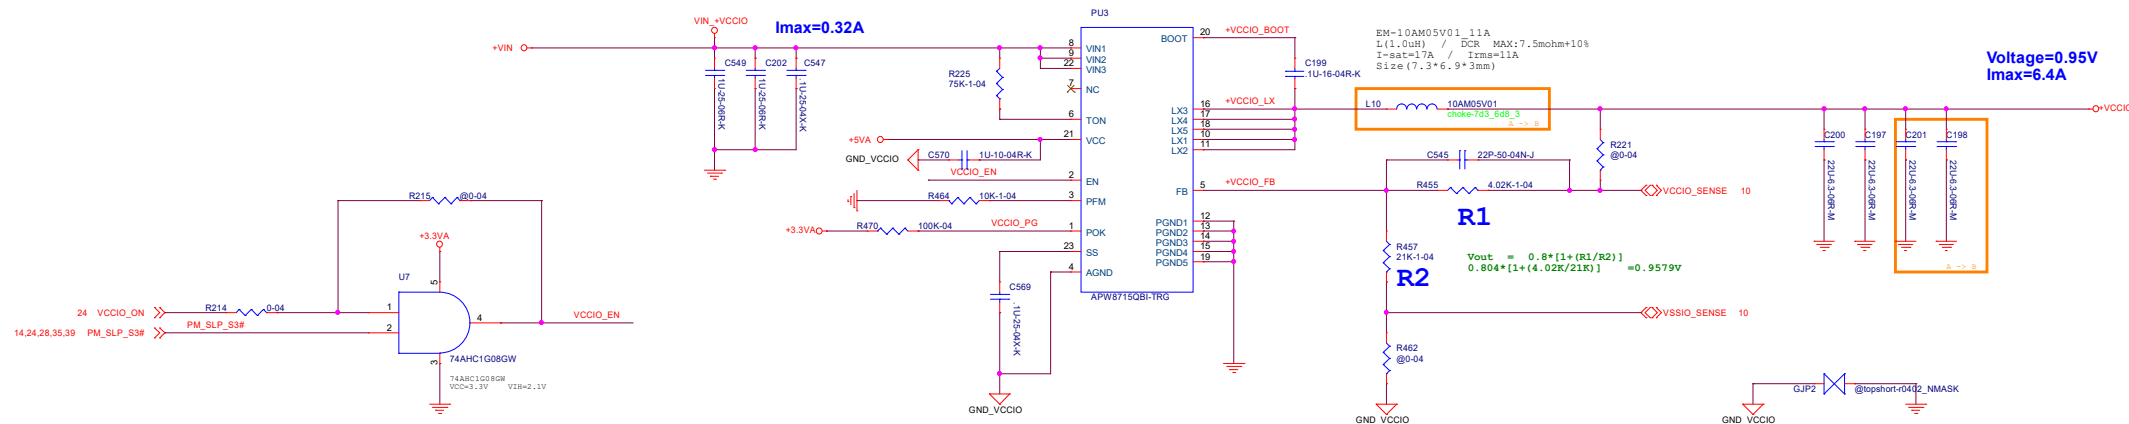 VIN_+VCCIO
Imax=0.32A
+VIN
C549
1U-25-06R-K
C202
1U-25-06R-K
C547
.1U-25-04X-K
R225
75K-1-04
+5VA
GND_VCCIO
C570
1U-10-04R-K
VCCIO_EN
R464
10K-1-04
+3.3VA
R470
100K-04
VCCIO_PG
C569
.1U-25-04X-K
GND_VCCIO
PU3
8
VIN1
9
VIN2
22
VIN3
7
NC
6
TON
21
VCC
2
EN
3
PFM
1
POK
23
SS
4
AGND
20
BOOT
16
LX3
17
LX4
18
LX5
10
LX1
11
LX2
5
FB
12
PGND1
13
PGND2
14
PGND3
15
PGND4
19
PGND5
APW8715QBI-TRG
+VCCIO_BOOT
C199
.1U-16-04R-K
+VCCIO_LX
+VCCIO_FB
EM-10AM05V01_11A
L(1.0uH) / DCR MAX:7.5mohm+10%
I-sat=17A / Irms=11A
Size(7.3*6.9*3mm)
L10
10AM05V01
choke-7d3_6d8_3
A -> B
C545
22P-50-04N-J
R455
4.02K-1-04
R1
R221
@0-04
VCCIO_SENSE 10
R457
21K-1-04
R2
Vout = 0.8*[1+(R1/R2)]
0.804*[1+(4.02K/21K)] =0.9579V
VSSIO_SENSE 10
R462
@0-04
GND_VCCIO
Voltage=0.95V
Imax=6.4A
+VCCIO
C200
22U-6.3-06R-M
C197
22U-6.3-06R-M
C201
22U-6.3-06R-M
C198
22U-6.3-06R-M
A -> B
GJP2
@topshort-r0402_NMASK
GND_VCCIO
R215
@0-04
+3.3VA
U7
5
24 VCCIO_ON
R214
0-04
1
14,24,28,35,39 PM_SLP_S3#
PM_SLP_S3#
2
4
VCCIO_EN
3
74AHC1G08GW
74AHC1G08GW
VCC=3.3V VIH=2.1V